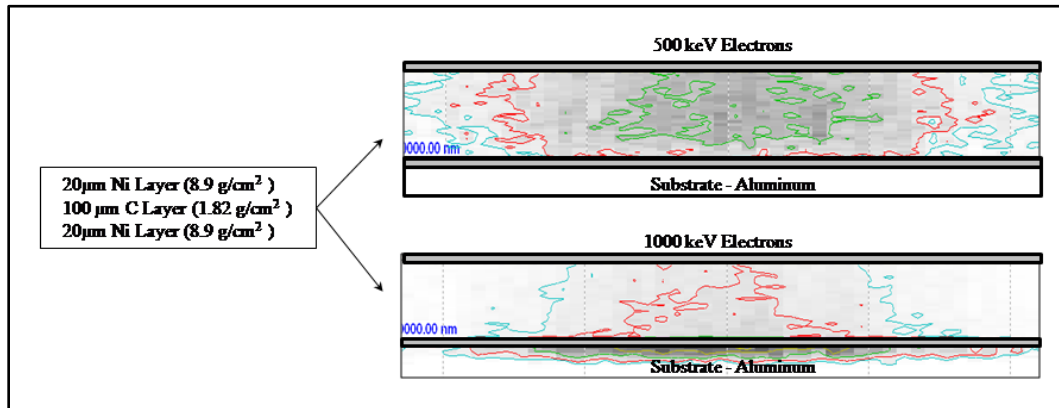 500 keV Electrons
0000.00 nm
Substrate - Aluminum
20μm Ni Layer (8.9 g/cm² )
100 μm C Layer (1.82 g/cm² )
20μm Ni Layer (8.9 g/cm² )
1000 keV Electrons
0000.00 nm
Substrate - Aluminum